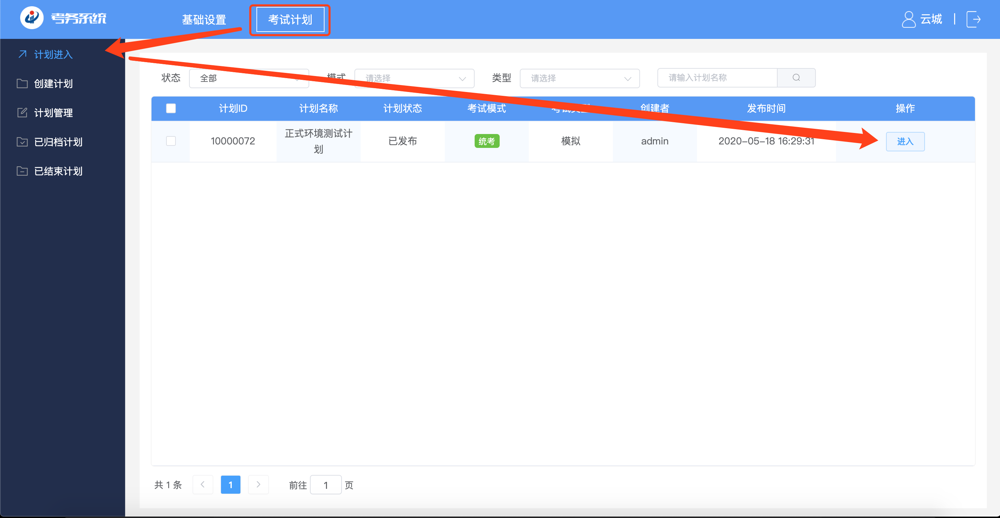 考务系统
基础设置
考试计划
云城
计划进入
创建计划
计划管理
已归档计划
已结束计划
状态 全部 模式 请选择 类型 请选择 请输入计划名称
计划ID 计划名称 计划状态 考试模式 考试类型 创建者 发布时间 操作
10000072 正式环境测试计划 已发布 统考 模拟 admin 2020-05-18 16:29:31 进入
共 1 条 1 前往 1 页